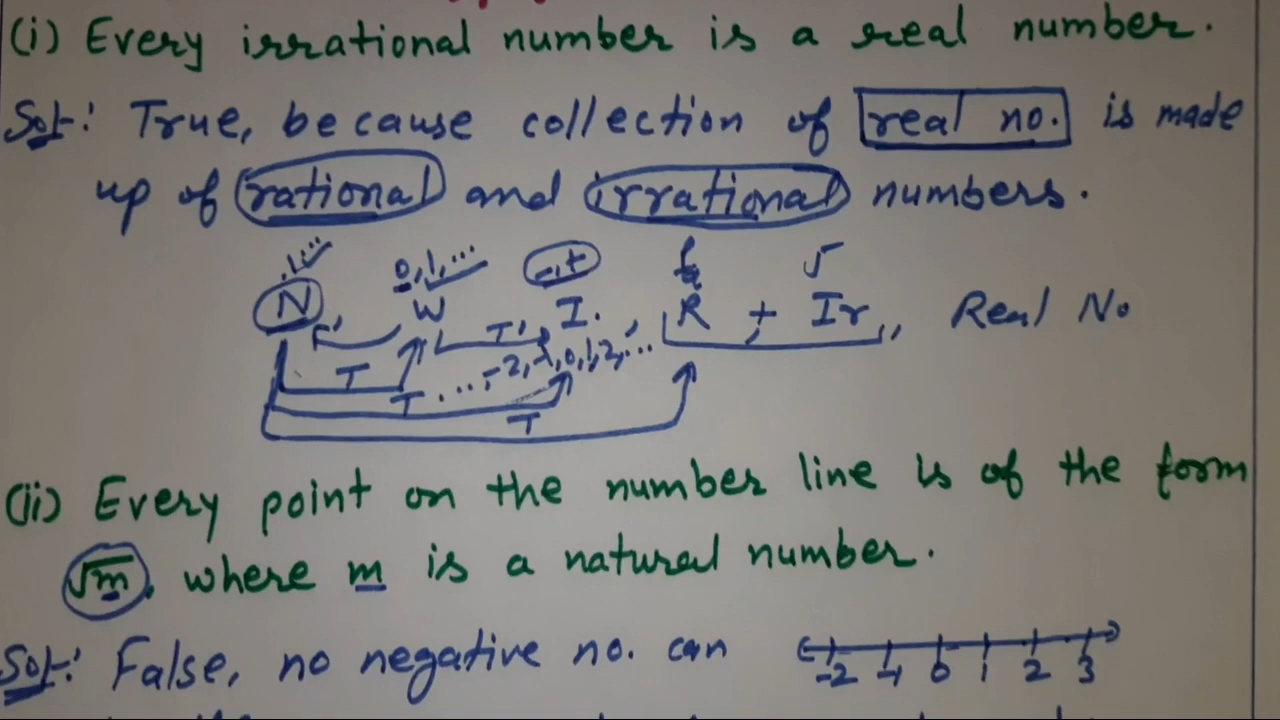 (i) Every irrational number is a real number.
Sol: True, because collection of real no. is made
up of rational and irrational numbers.
0, 1, ... -, +
N W I. R + Ir, Real No
T T'
T ..., -2, -1, 0, 1, 2, ...
T
(ii) Every point on the number line is of the form
√m, where m is a natural number.
Sol: False, no negative no. can
-2 -1 0 1 2 3